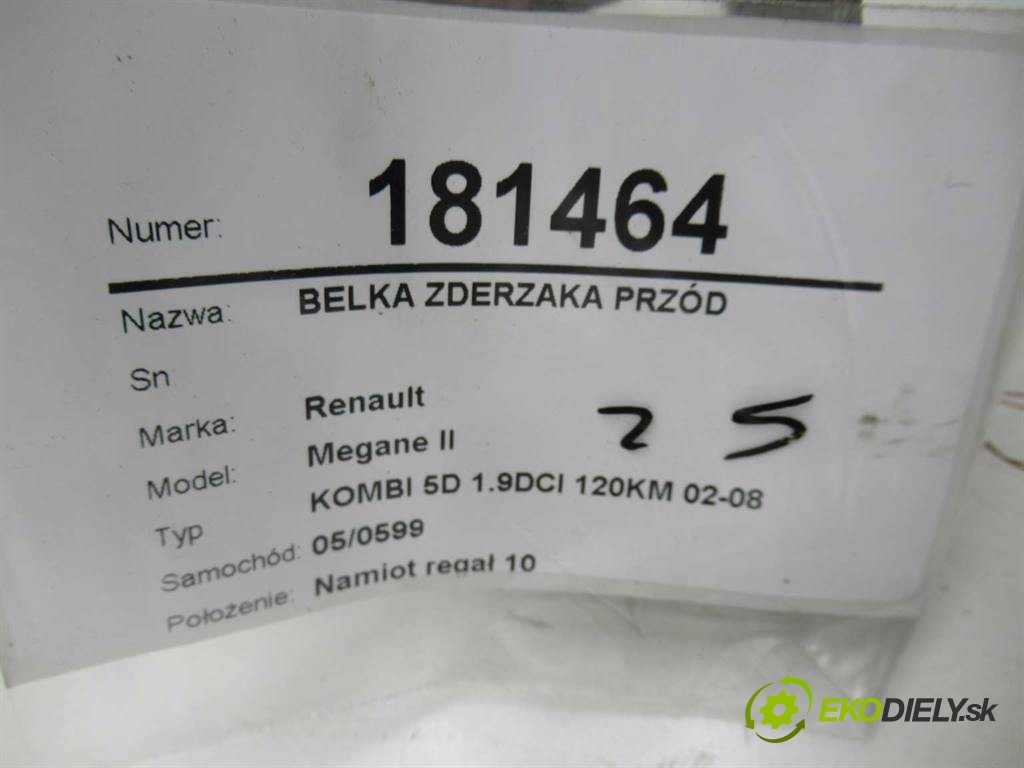 Numer: 181464
Nazwa: BELKA ZDERZAKA PRZÓD
Sn
Marka: Renault
Model: Megane II
Typ KOMBI 5D 1.9DCI 120KM 02-08
Samochód: 05/0599
Położenie: Namiot regał 10
25
EKODIELY.sk